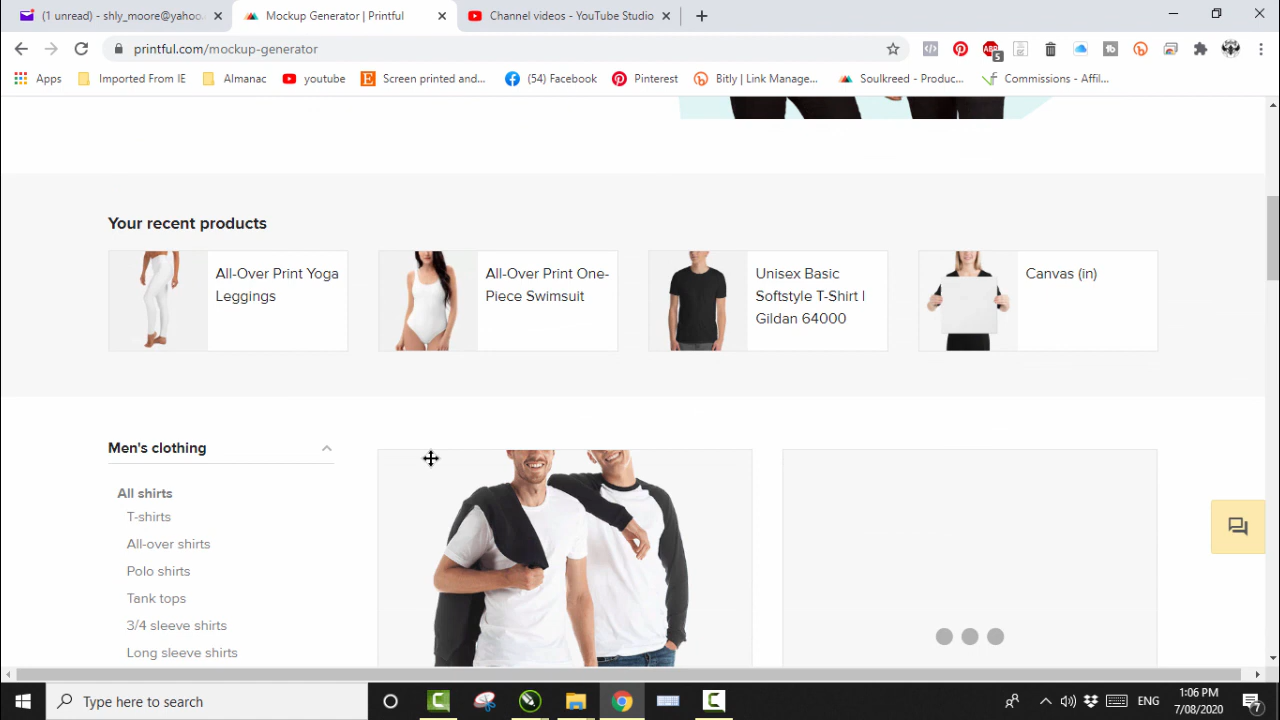 (1 unread) - shly_moore@yahoo.
Mockup Generator | Printful
Channel videos - YouTube Studio
printful.com/mockup-generator
ABP
5
Apps
Imported From IE
Almanac
youtube
Screen printed and...
(54) Facebook
Pinterest
Bitly | Link Manage...
Soulkreed - Produc...
Commissions - Affil...
Your recent products
All-Over Print Yoga
Leggings
All-Over Print One-
Piece Swimsuit
Unisex Basic
Softstyle T-Shirt |
Gildan 64000
Canvas (in)
Men's clothing
All shirts
T-shirts
All-over shirts
Polo shirts
Tank tops
3/4 sleeve shirts
Long sleeve shirts
Type here to search
ENG
1:06 PM
7/08/2020
7